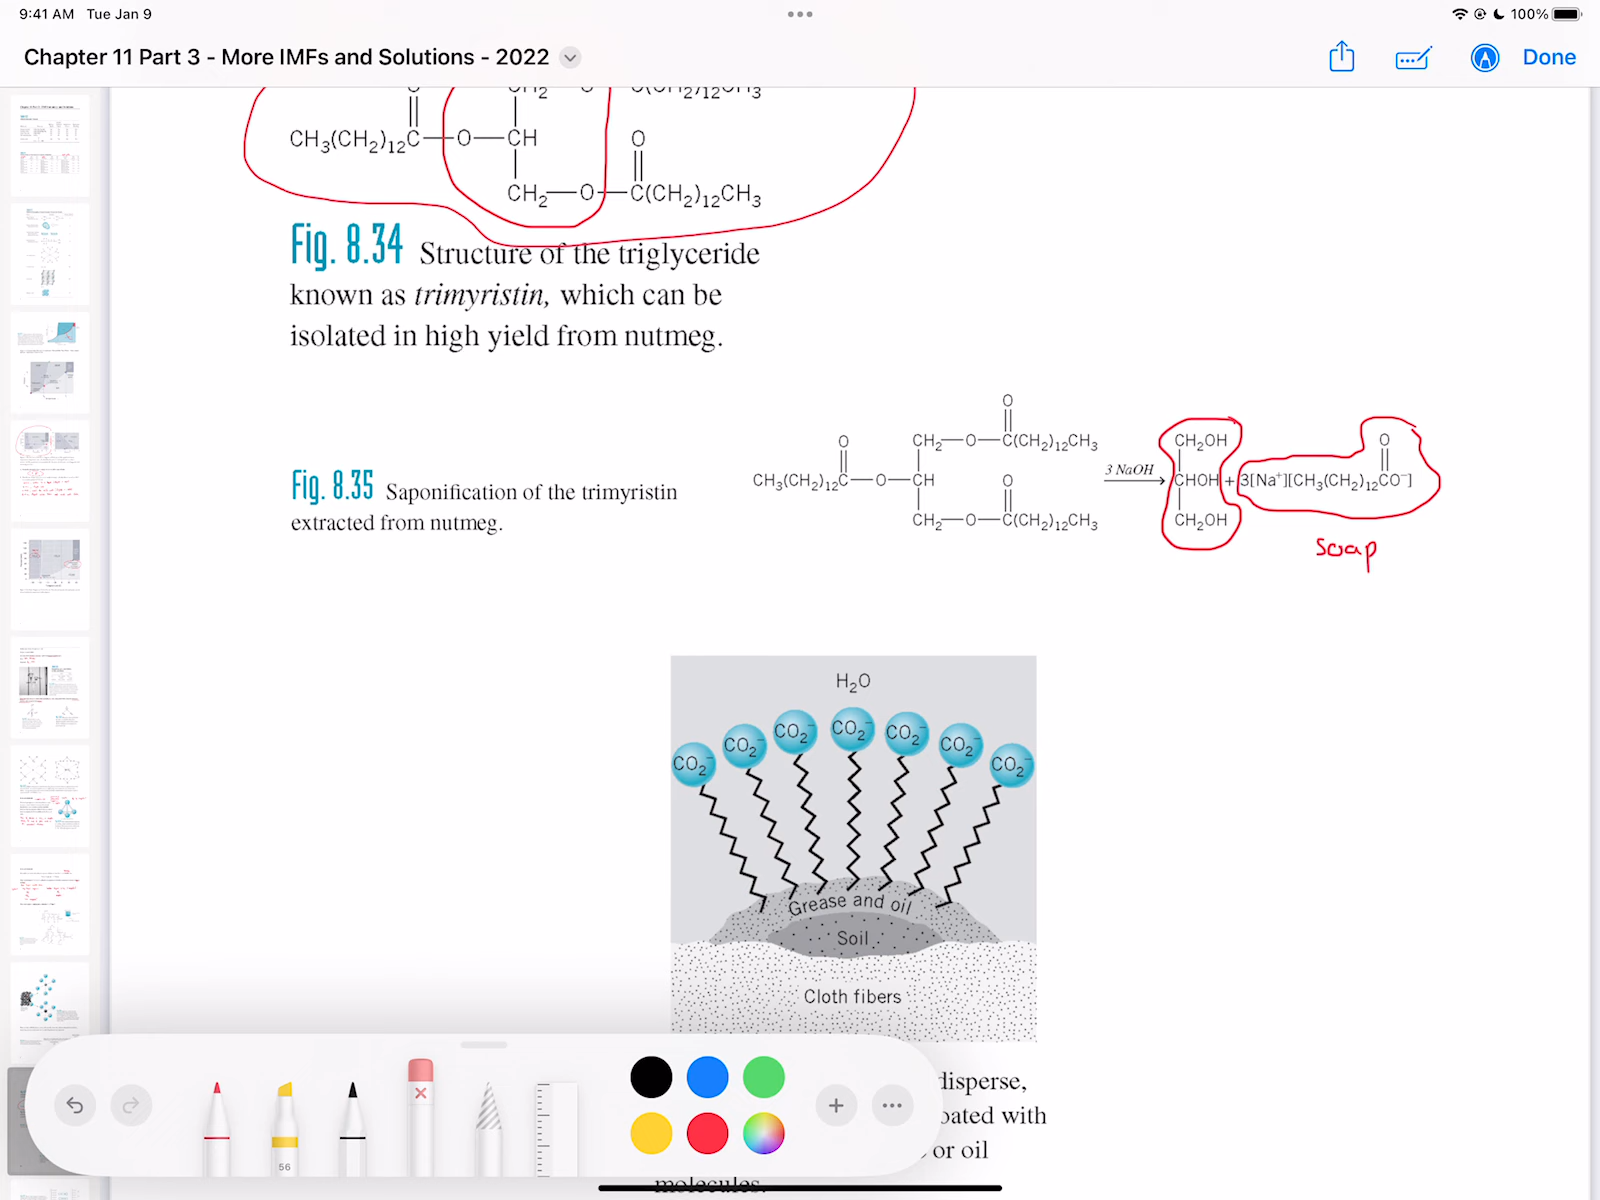 9:41 AM Tue Jan 9
100%
Chapter 11 Part 3 - More IMFs and Solutions - 2022
Done
CH₃(CH₂)₁₂C—O—CH O
CH₂—O—C(CH₂)₁₂CH₃
Fig. 8.34 Structure of the triglyceride
known as trimyristin, which can be
isolated in high yield from nutmeg.
O
O CH₂—O—C(CH₂)₁₂CH₃
CH₃(CH₂)₁₂C—O—CH O
CH₂—O—C(CH₂)₁₂CH₃
3 NaOH
CH₂OH O
CHOH + 3[Na⁺][CH₃(CH₂)₁₂CO⁻]
CH₂OH
soap
Fig. 8.35 Saponification of the trimyristin
extracted from nutmeg.
H₂O
CO₂⁻ CO₂⁻ CO₂⁻ CO₂⁻ CO₂⁻ CO₂⁻ CO₂⁻
Grease and oil
Soil
Cloth fibers
disperse,
oated with
or oil
molecules.
56